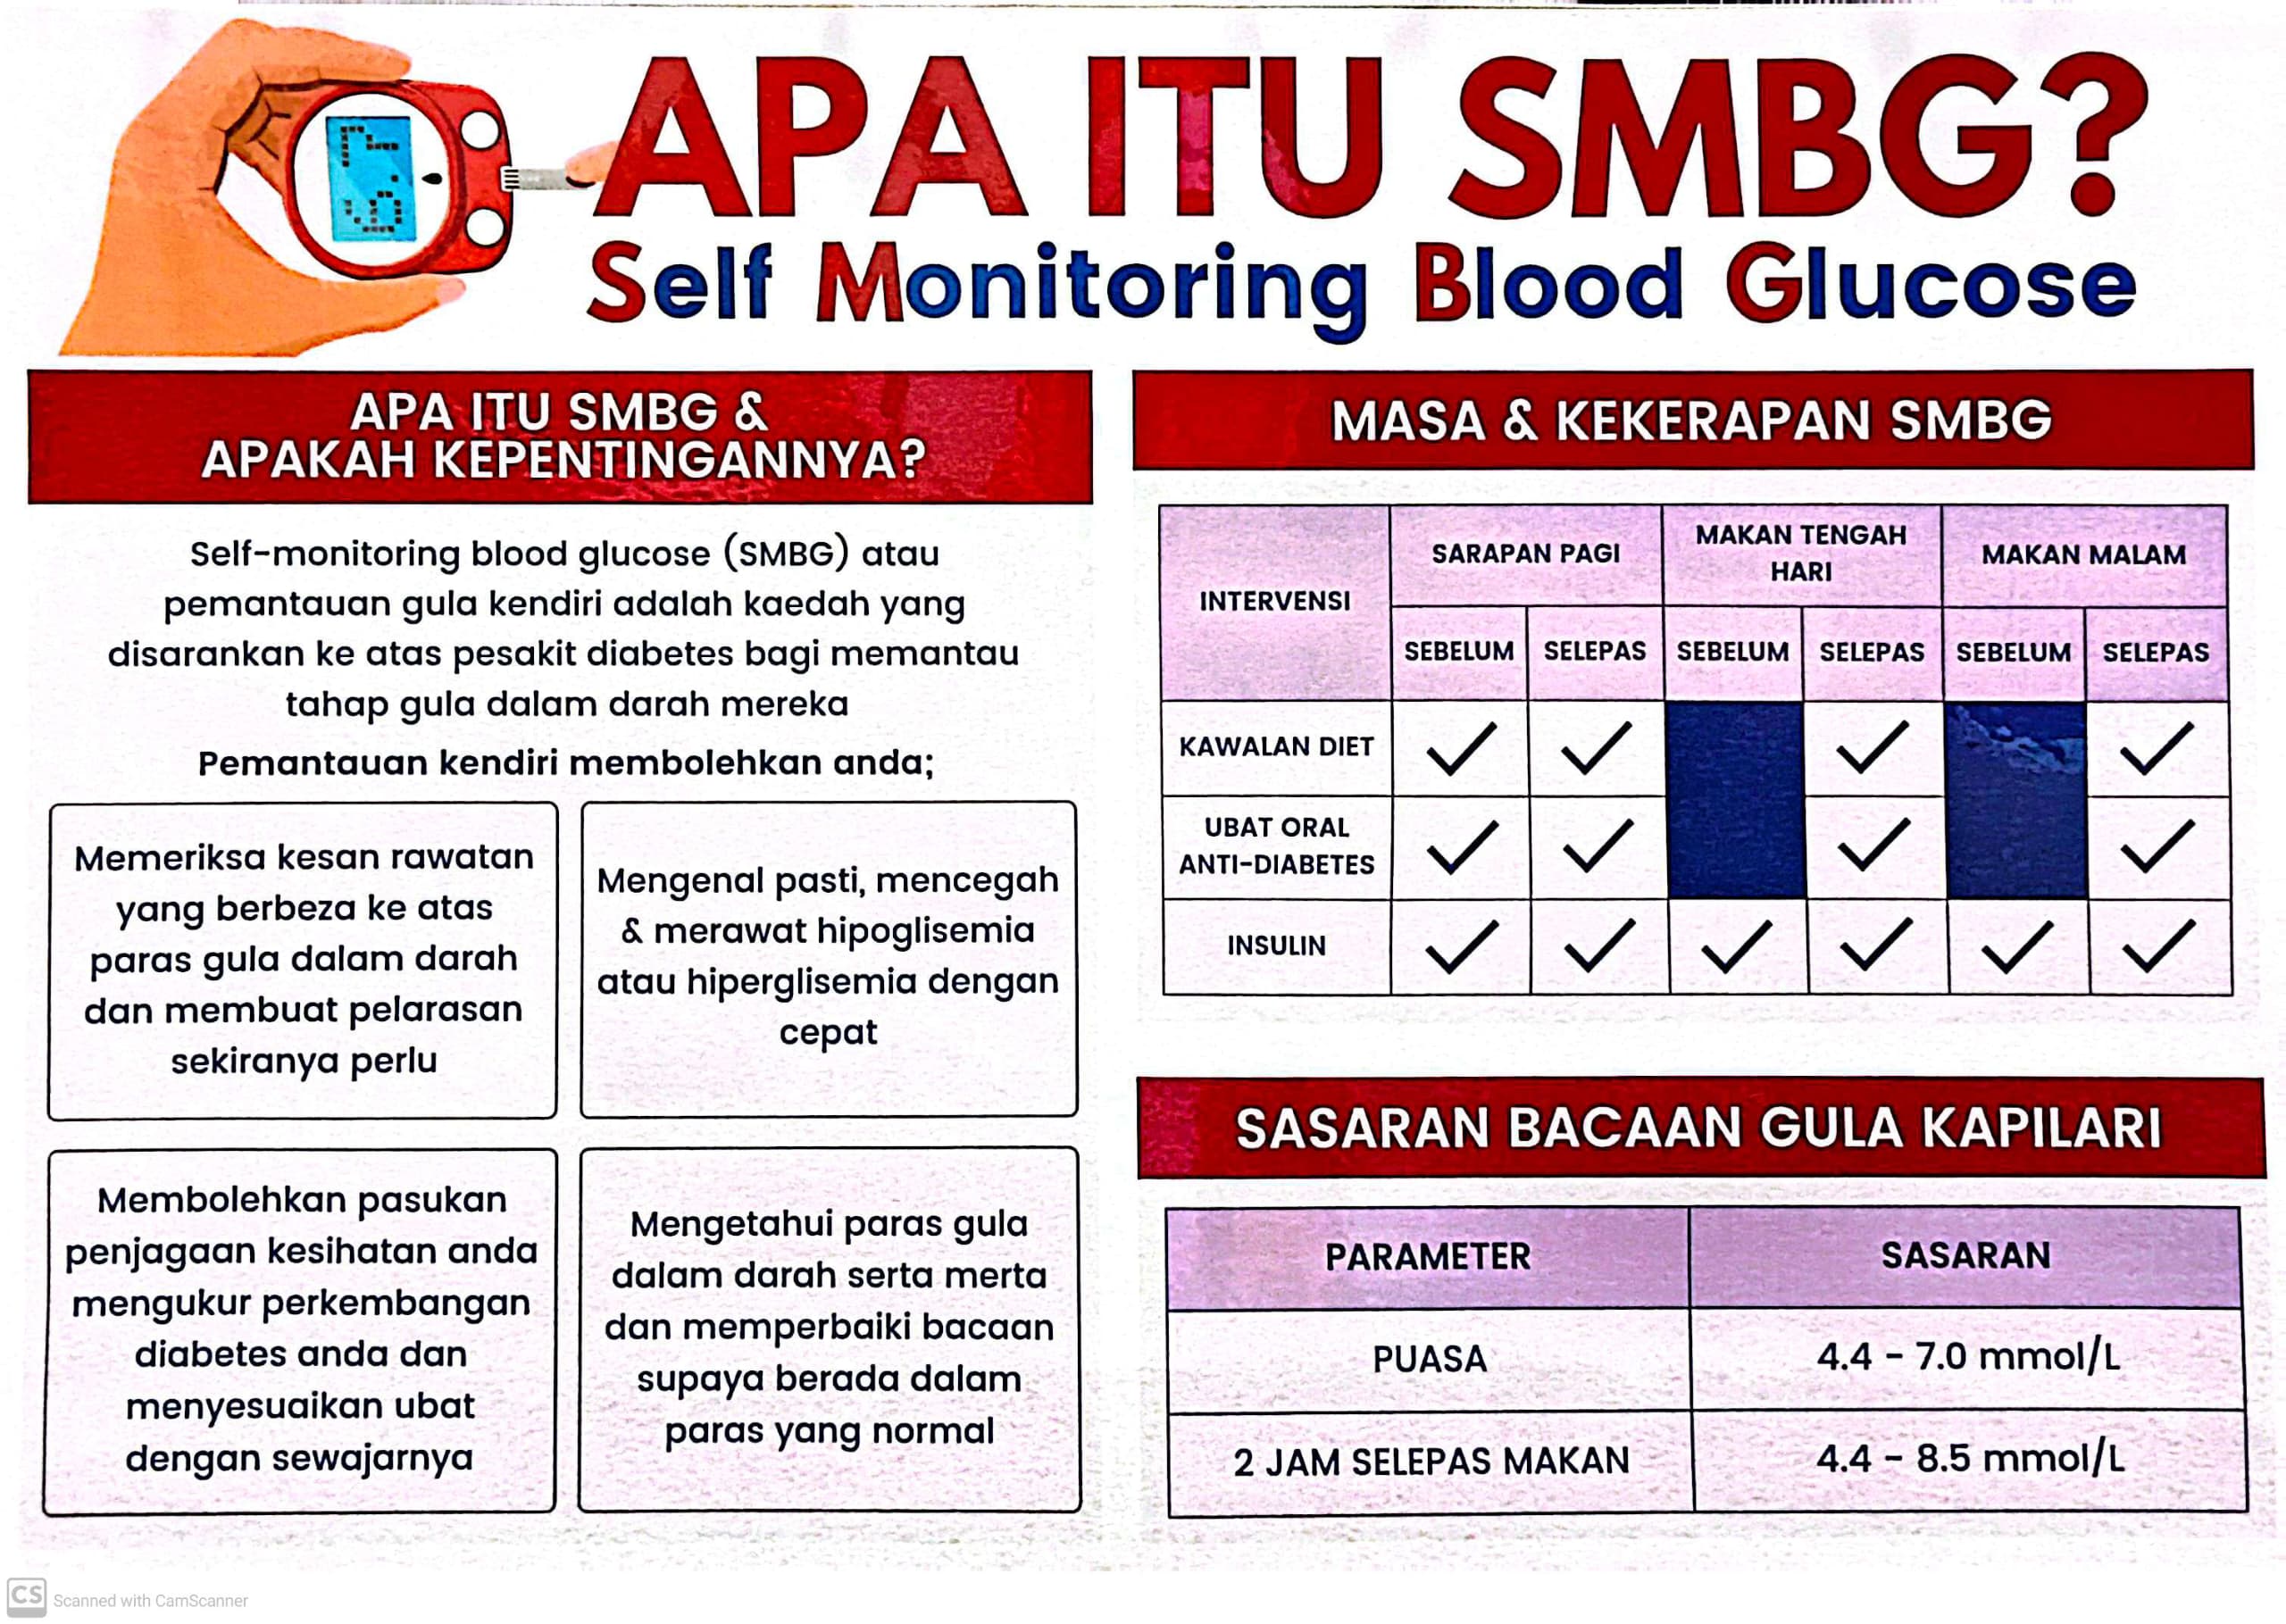 APA ITU SMBG?
Self Monitoring Blood Glucose
APA ITU SMBG &
APAKAH KEPENTINGANNYA?
Self-monitoring blood glucose (SMBG) atau
pemantauan gula kendiri adalah kaedah yang
disarankan ke atas pesakit diabetes bagi memantau
tahap gula dalam darah mereka
Pemantauan kendiri membolehkan anda;
Memeriksa kesan rawatan
yang berbeza ke atas
paras gula dalam darah
dan membuat pelarasan
sekiranya perlu
Mengenal pasti, mencegah
& merawat hipoglisemia
atau hiperglisemia dengan
cepat
Membolehkan pasukan
penjagaan kesihatan anda
mengukur perkembangan
diabetes anda dan
menyesuaikan ubat
dengan sewajarnya
Mengetahui paras gula
dalam darah serta merta
dan memperbaiki bacaan
supaya berada dalam
paras yang normal
MASA & KEKERAPAN SMBG
INTERVENSI
SARAPAN PAGI
MAKAN TENGAH
HARI
MAKAN MALAM
SEBELUM SELEPAS SEBELUM SELEPAS SEBELUM SELEPAS
KAWALAN DIET ✓ ✓ ✓ ✓
UBAT ORAL
ANTI-DIABETES ✓ ✓ ✓ ✓
INSULIN ✓ ✓ ✓ ✓ ✓ ✓
SASARAN BACAAN GULA KAPILARI
PARAMETER SASARAN
PUASA 4.4 - 7.0 mmol/L
2 JAM SELEPAS MAKAN 4.4 - 8.5 mmol/L
CS Scanned with CamScanner